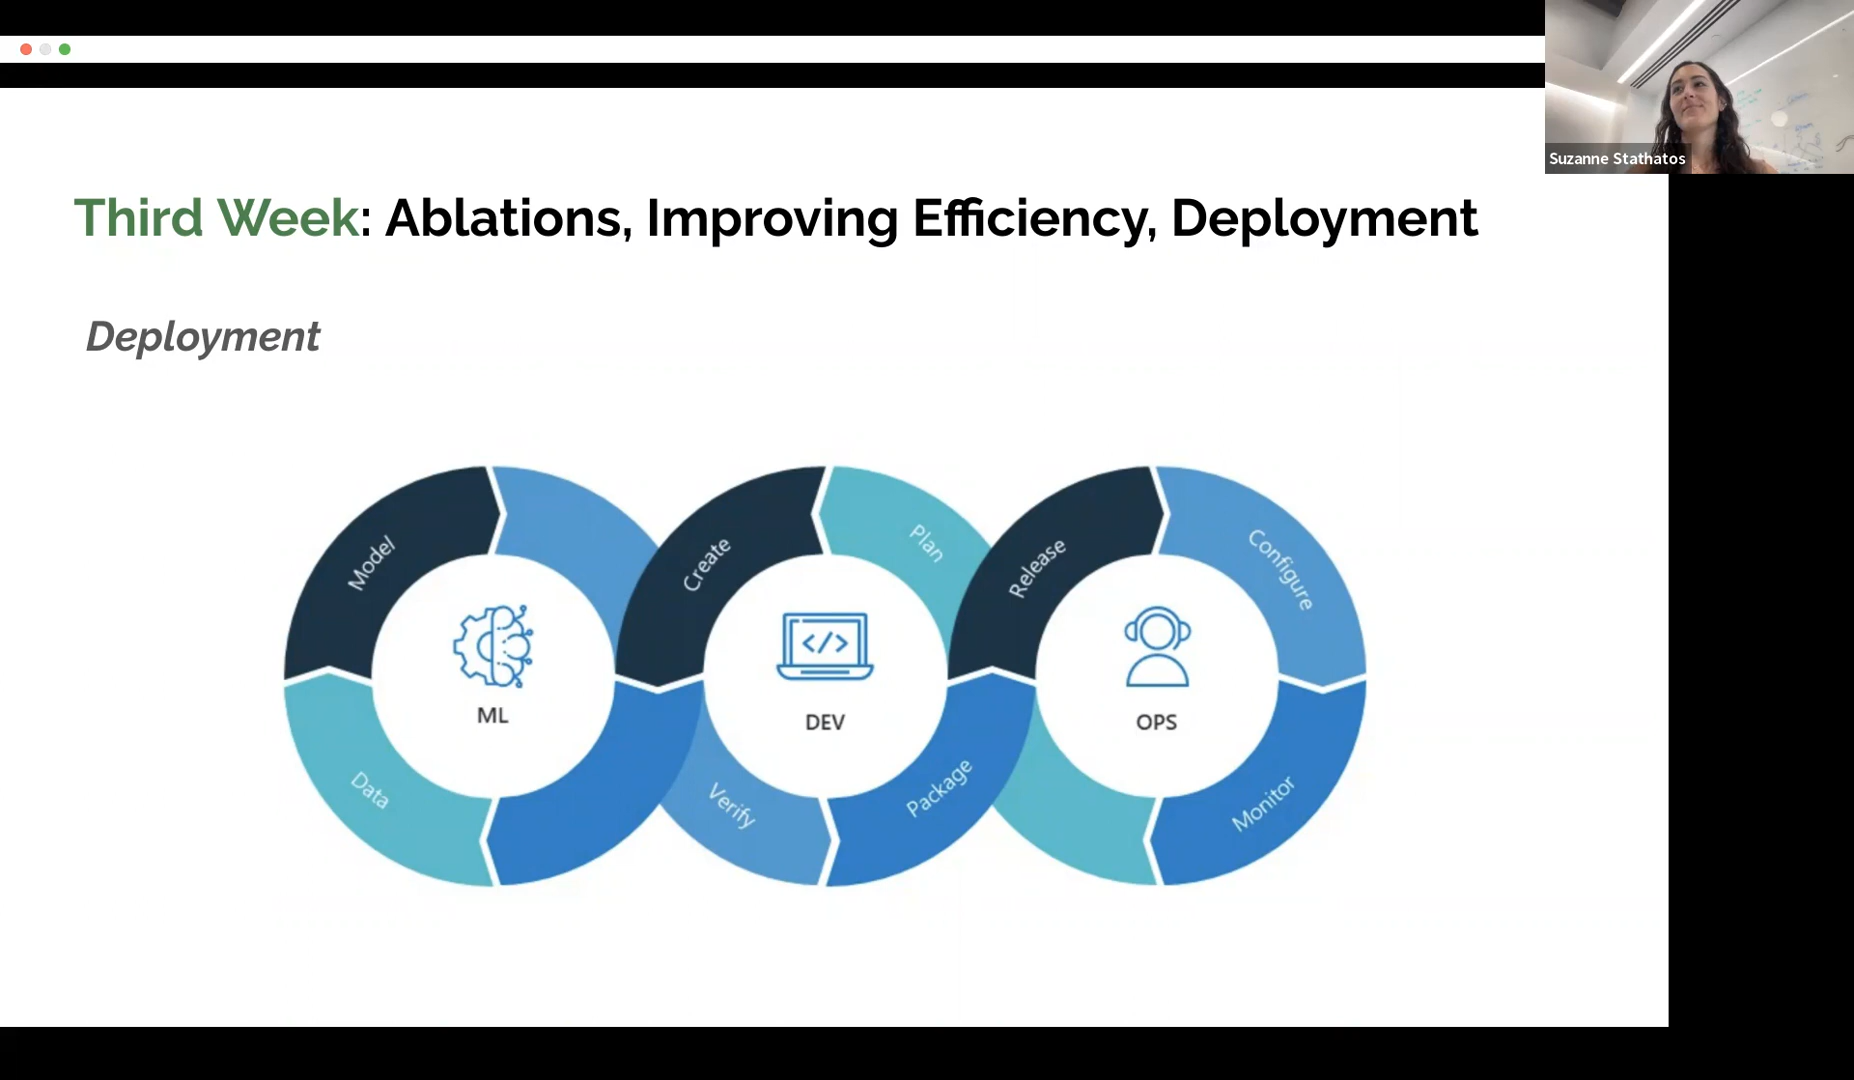 Suzanne Stathatos
Third Week: Ablations, Improving Efficiency, Deployment
Deployment
Model
Create
Plan
Release
Configure
</>
ML
DEV
OPS
Data
Verify
Package
Monitor